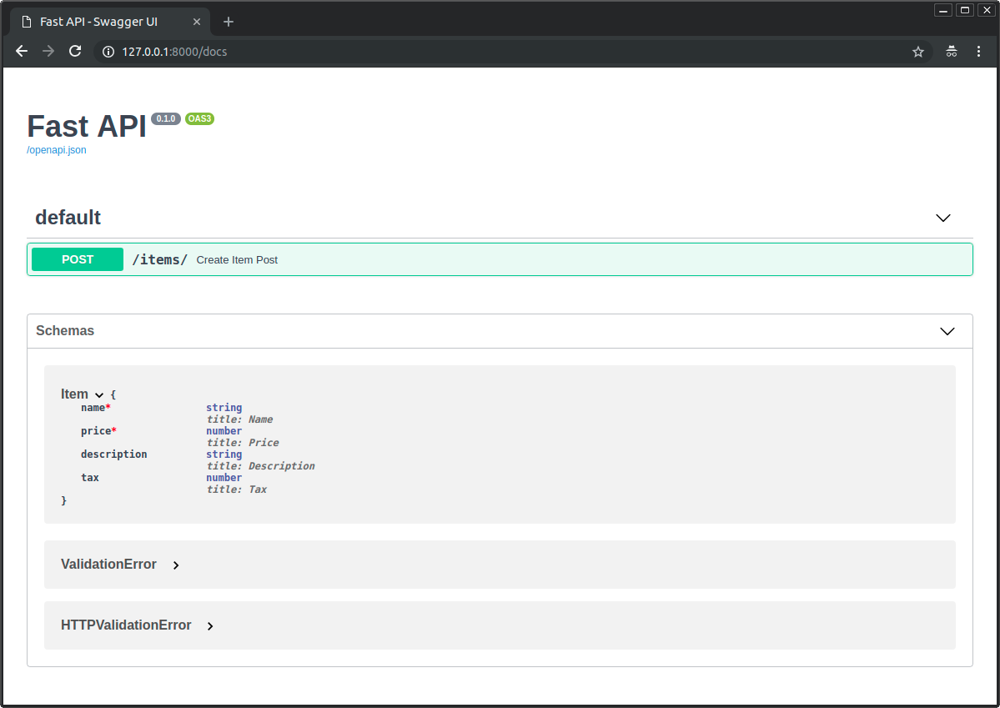 Fast API - Swagger UI
127.0.0.1:8000/docs
Fast API 0.1.0 OAS3
/openapi.json
default
POST /items/ Create Item Post
Schemas
Item {
name* string
title: Name
price* number
title: Price
description string
title: Description
tax number
title: Tax
}
ValidationError
HTTPValidationError